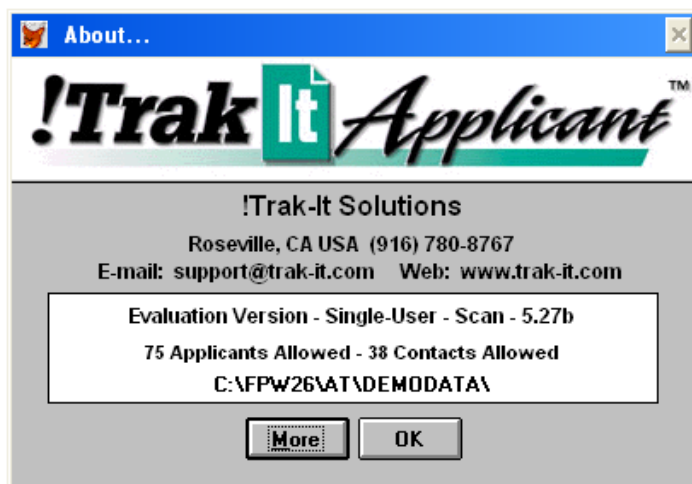 About...
!Trak It Applicant™
!Trak-It Solutions
Roseville, CA USA (916) 780-8767
E-mail: support@trak-it.com Web: www.trak-it.com
Evaluation Version - Single-User - Scan - 5.27b
75 Applicants Allowed - 38 Contacts Allowed
C:\FPW26\AT\DEMODATA\
More OK